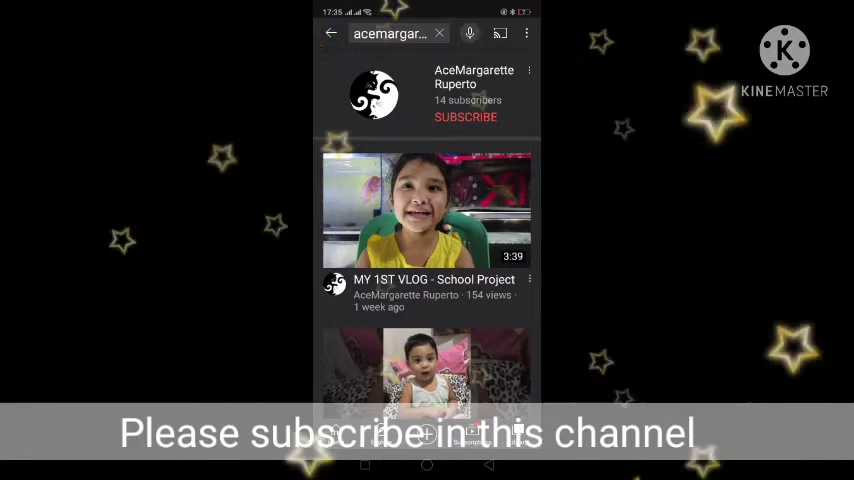 17:35
acemargar...
K
KINEMASTER
AceMargarette
Ruperto
14 subscribers
SUBSCRIBE
3:39
MY 1ST VLOG - School Project
AceMargarette Ruperto · 154 views ·
1 week ago
Please subscribe in this channel